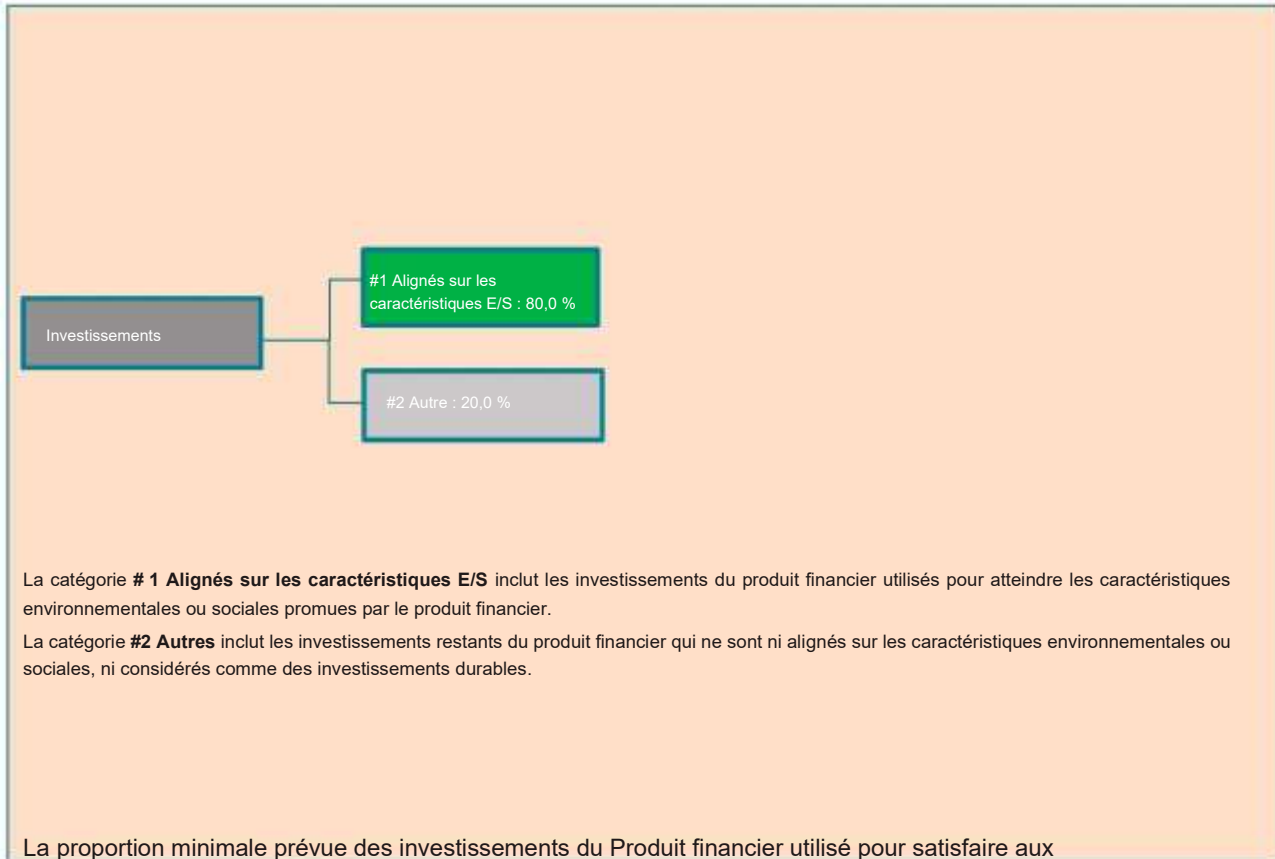 #1 Alignés sur les
caractéristiques E/S : 80,0 %
Investissements
#2 Autre : 20,0 %
La catégorie # 1 Alignés sur les caractéristiques E/S inclut les investissements du produit financier utilisés pour atteindre les caractéristiques
environnementales ou sociales promues par le produit financier.
La catégorie #2 Autres inclut les investissements restants du produit financier qui ne sont ni alignés sur les caractéristiques environnementales ou
sociales, ni considérés comme des investissements durables.
La proportion minimale prévue des investissements du Produit financier utilisé pour satisfaire aux